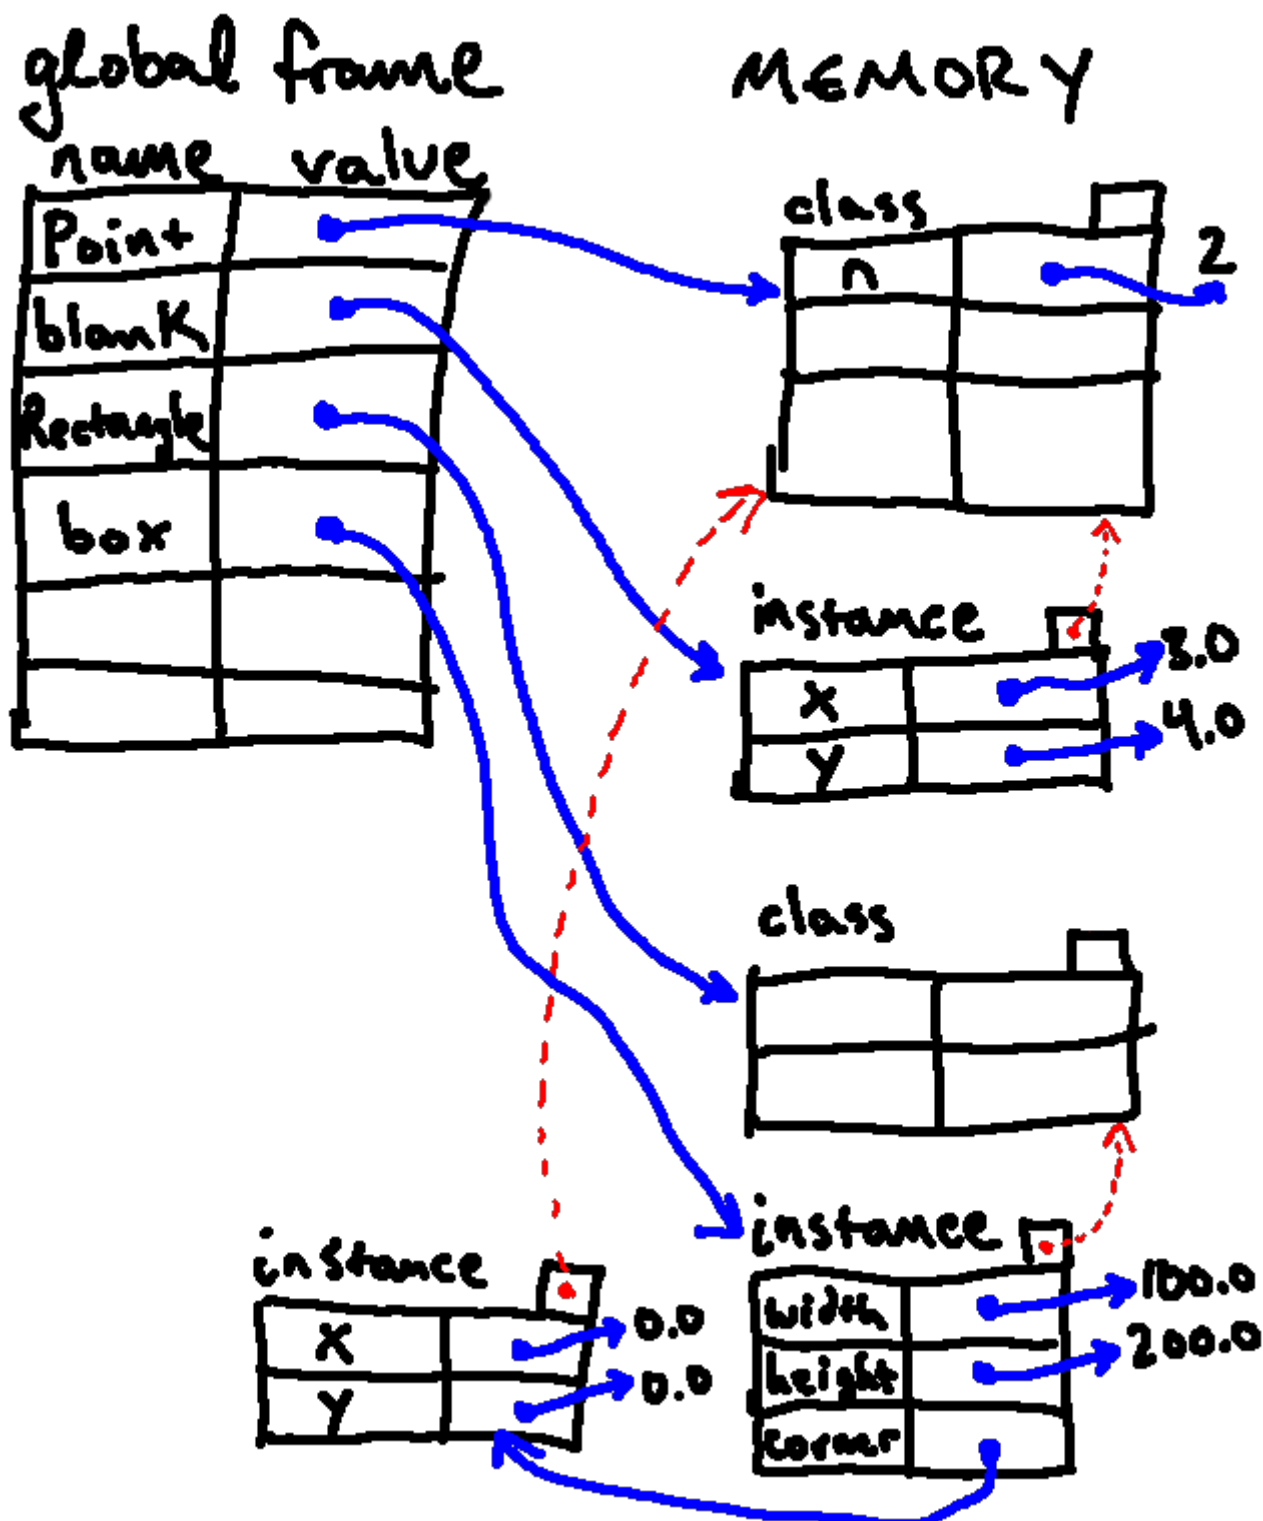 global frame
name value
Point
blank
Rectangle
box
MEMORY
class
n 2
instance
x 3.0
y 4.0
class
instance
width 100.0
height 200.0
corner
instance
x 0.0
y 0.0